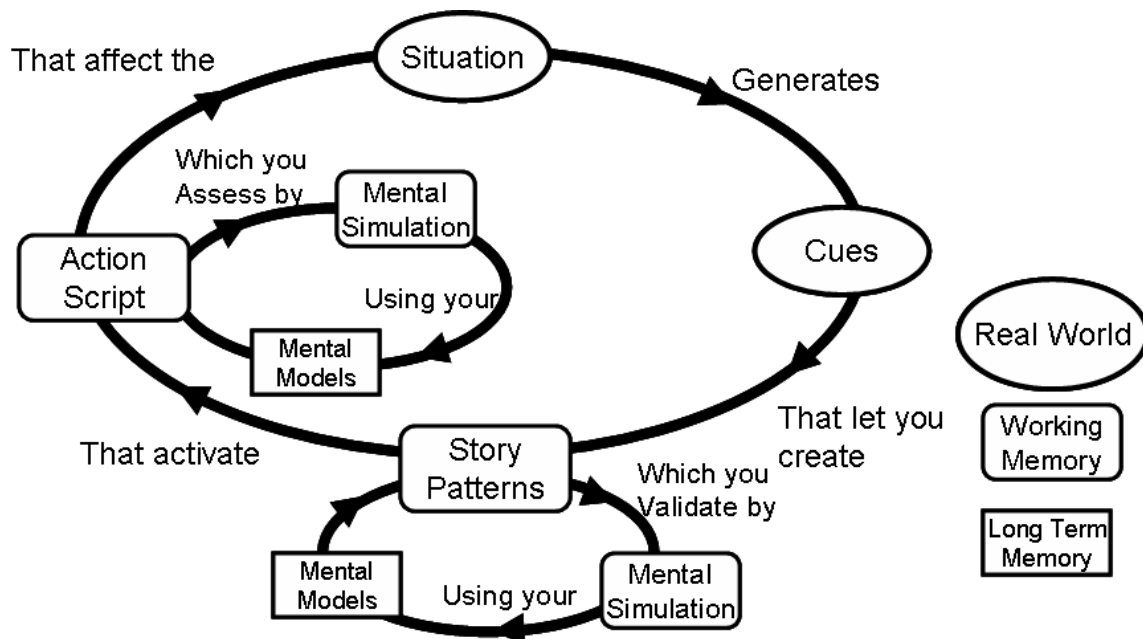 Situation
That affect the
Generates
Which you
Assess by
Mental
Simulation
Action
Script
Cues
Using your
Mental
Models
That activate
Story
Patterns
That let you
create
Which you
Validate by
Mental
Models
Using your
Mental
Simulation
Real World
Working
Memory
Long Term
Memory